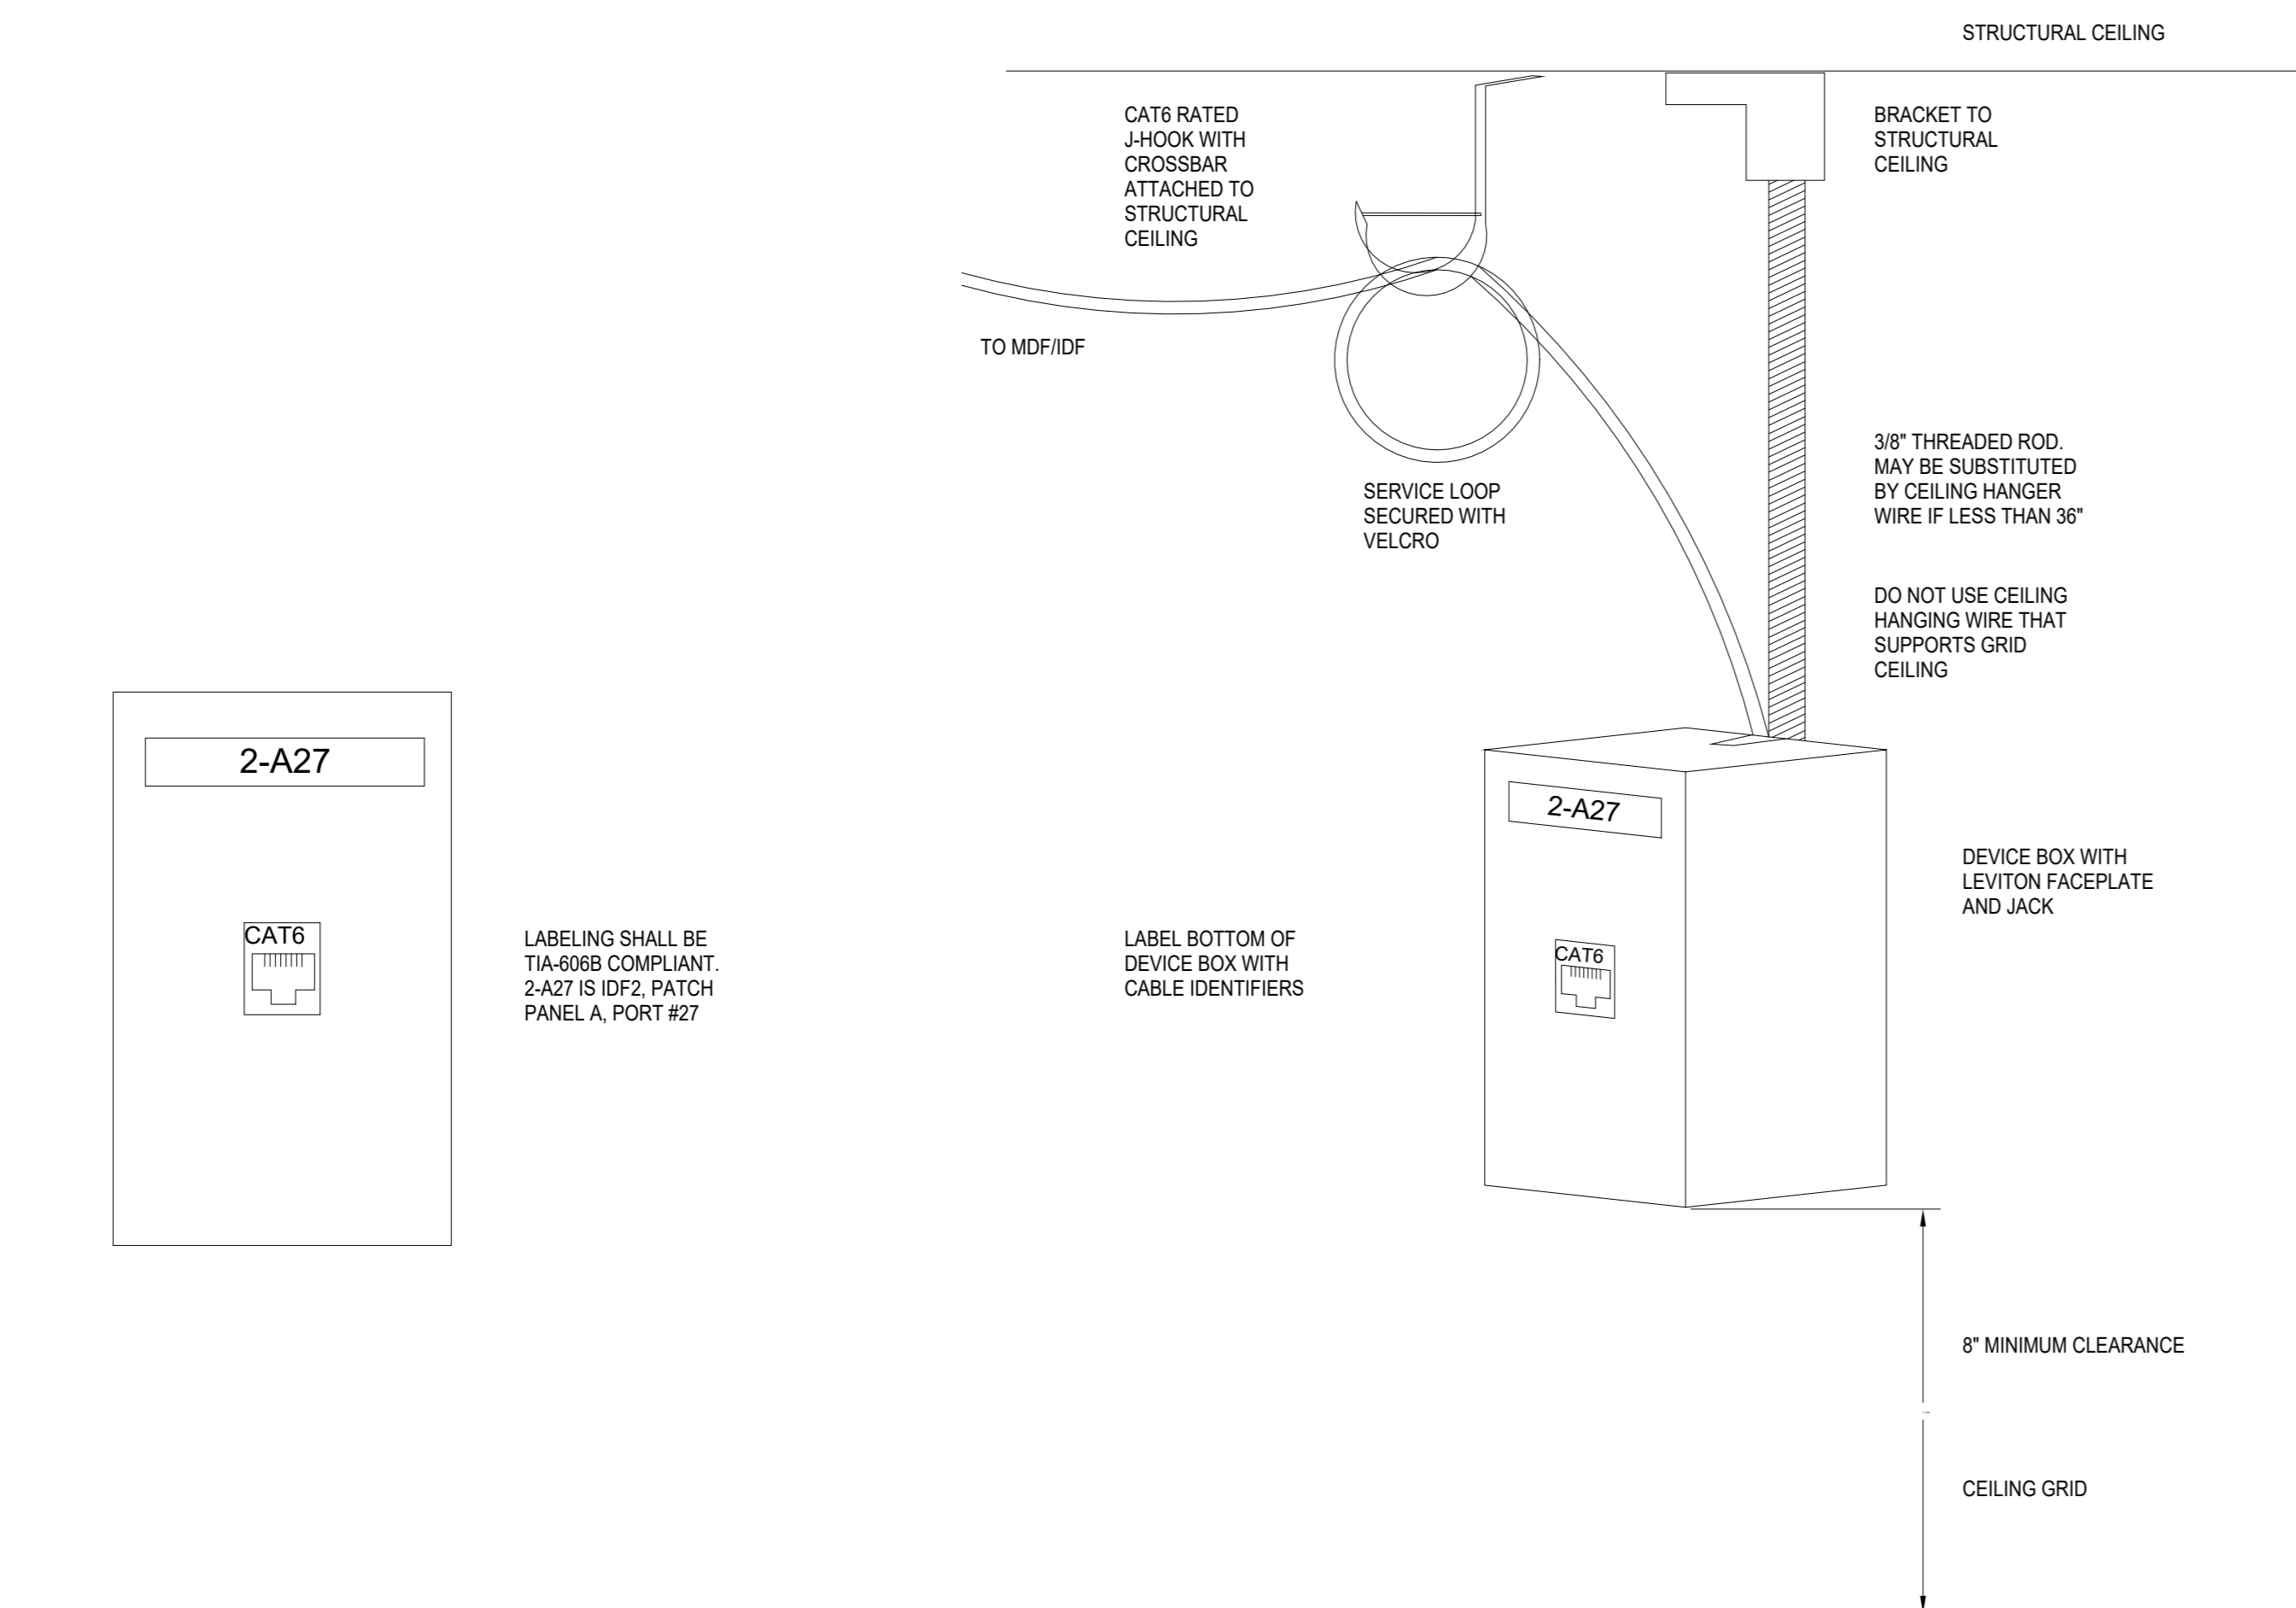 STRUCTURAL CEILING
CAT6 RATED
J-HOOK WITH
CROSSBAR
ATTACHED TO
STRUCTURAL
CEILING
BRACKET TO
STRUCTURAL
CEILING
TO MDF/IDF
3/8" THREADED ROD.
MAY BE SUBSTITUTED
BY CEILING HANGER
WIRE IF LESS THAN 36"
SERVICE LOOP
SECURED WITH
VELCRO
DO NOT USE CEILING
HANGING WIRE THAT
SUPPORTS GRID
CEILING
2-A27
CAT6
LABELING SHALL BE
TIA-606B COMPLIANT.
2-A27 IS IDF2, PATCH
PANEL A, PORT #27
LABEL BOTTOM OF
DEVICE BOX WITH
CABLE IDENTIFIERS
2-A27
CAT6
DEVICE BOX WITH
LEVITON FACEPLATE
AND JACK
8" MINIMUM CLEARANCE
CEILING GRID